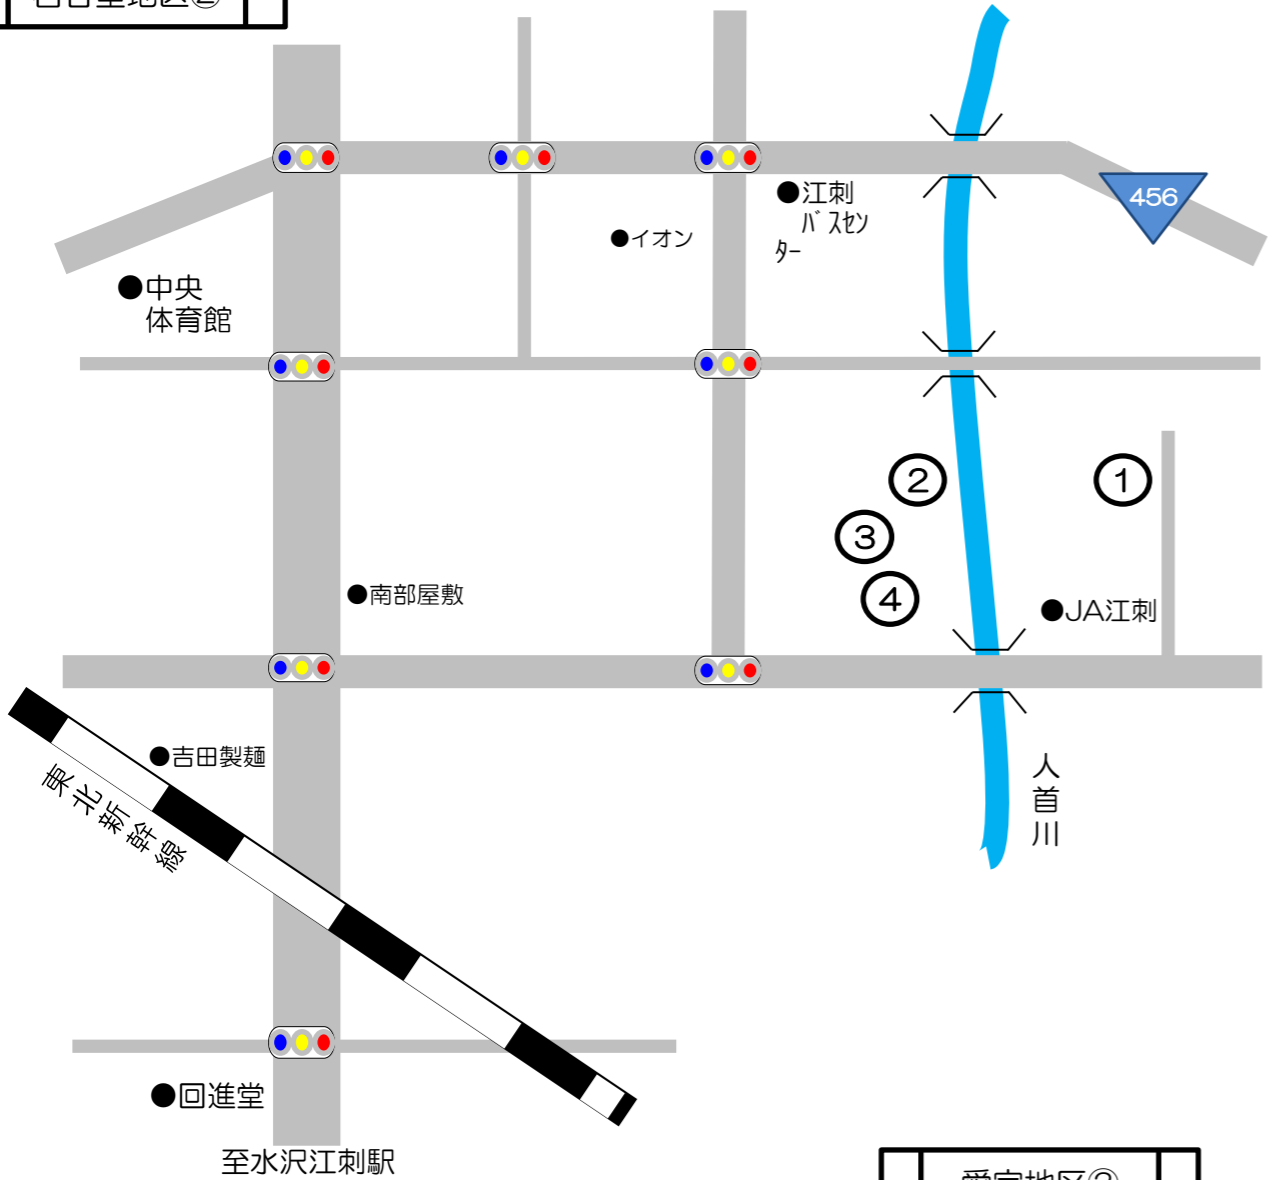 456
●江刺
ﾊﾞｽｾﾝ
ﾀｰ
●イオン
●中央
体育館
②
①
③
④
●南部屋敷
●JA江刺
●吉田製麺
東北新幹線
人首川
●回進堂
至水沢江刺駅